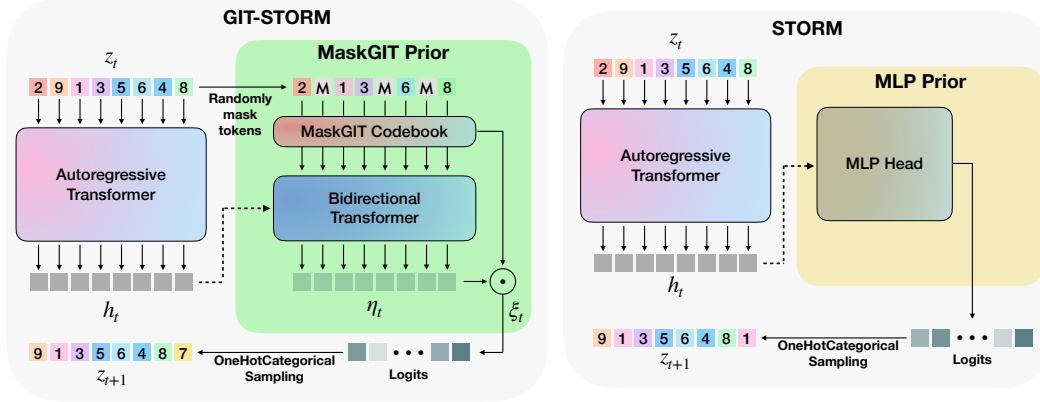 GIT-STORM
MaskGIT Prior
z_t
2 9 1 3 5 6 4 8
Randomly
mask
tokens
2 M 1 3 M 6 M 8
MaskGIT Codebook
Autoregressive
Transformer
Bidirectional
Transformer
h_t
η_t
ξ_t
9 1 3 5 6 4 8 7
z_{t+1}
OneHotCategorical
Sampling
Logits
STORM
MLP Prior
z_t
2 9 1 3 5 6 4 8
Autoregressive
Transformer
MLP Head
h_t
9 1 3 5 6 4 8 1
z_{t+1}
OneHotCategorical
Sampling
Logits